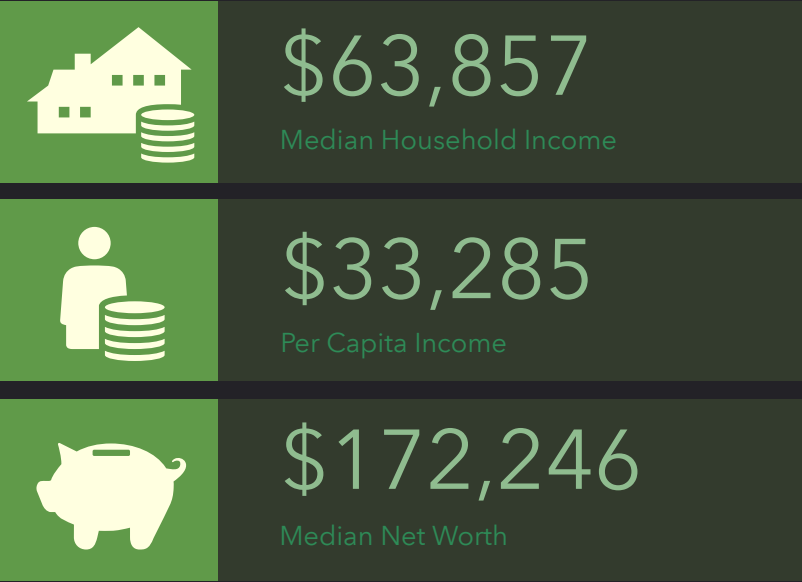 $63,857
Median Household Income
$33,285
Per Capita Income
$172,246
Median Net Worth